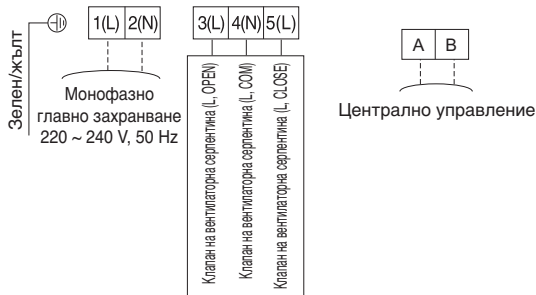 1(L) 2(N) 3(L) 4(N) 5(L)
A B
Зелен/жълт
Монофазно
главно захранване
220 ~ 240 V, 50 Hz
Клапан на вентилаторна серпентина (L, OPEN)
Клапан на вентилаторна серпентина (L, COM)
Клапан на вентилаторна серпентина (L, CLOSE)
Централно управление